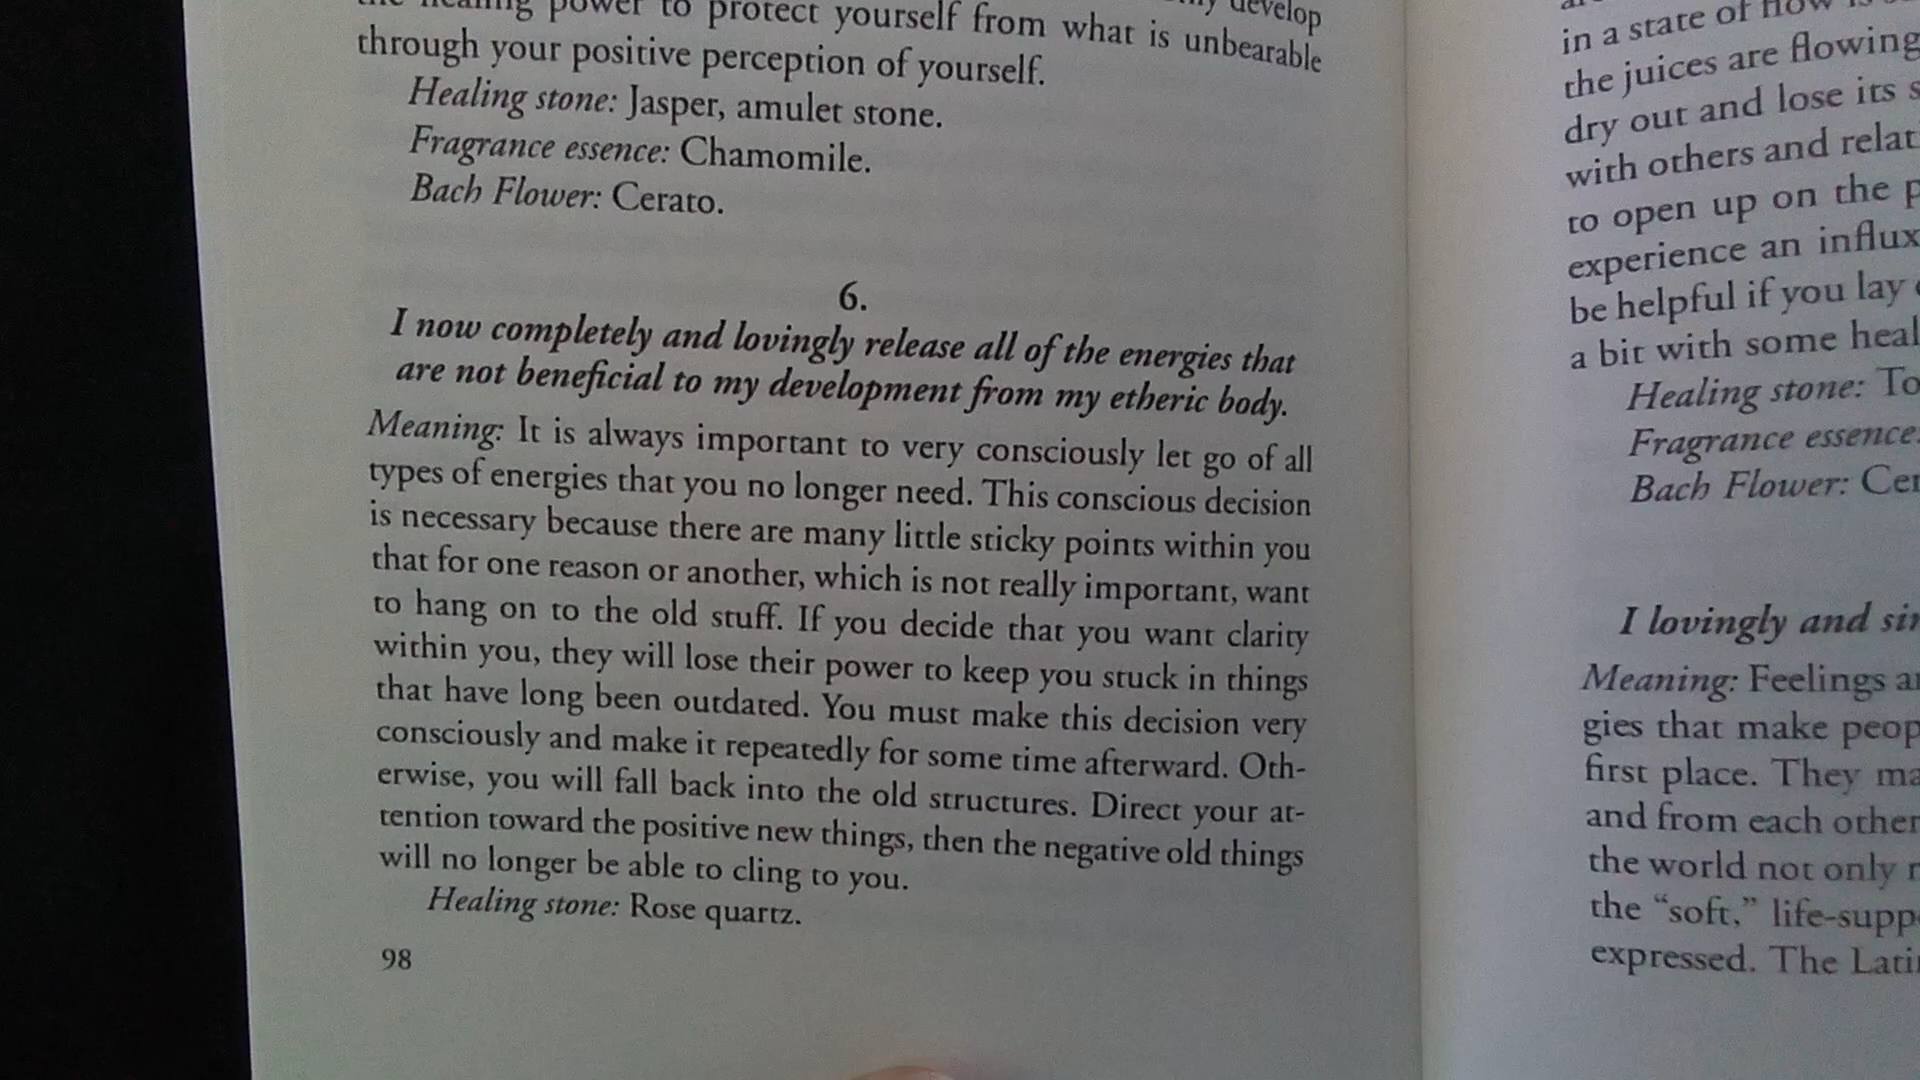 the healing power to protect yourself from what is unbearable
through your positive perception of yourself.
Healing stone: Jasper, amulet stone.
Fragrance essence: Chamomile.
Bach Flower: Cerato.
6.
I now completely and lovingly release all of the energies that
are not beneficial to my development from my etheric body.
Meaning: It is always important to very consciously let go of all
types of energies that you no longer need. This conscious decision
is necessary because there are many little sticky points within you
that for one reason or another, which is not really important, want
to hang on to the old stuff. If you decide that you want clarity
within you, they will lose their power to keep you stuck in things
that have long been outdated. You must make this decision very
consciously and make it repeatedly for some time afterward. Oth-
erwise, you will fall back into the old structures. Direct your at-
tention toward the positive new things, then the negative old things
will no longer be able to cling to you.
Healing stone: Rose quartz.
98
in a state of flow is
the juices are flowing
dry out and lose its
with others and
to open up on the
experience an influx
be helpful if you lay
a bit with some
Healing stone:
Fragrance essence:
Bach Flower:
I lovingly and
Meaning: Feelings
gies that make
first place. They
and from each other
the world not only
the "soft,"
expressed. The